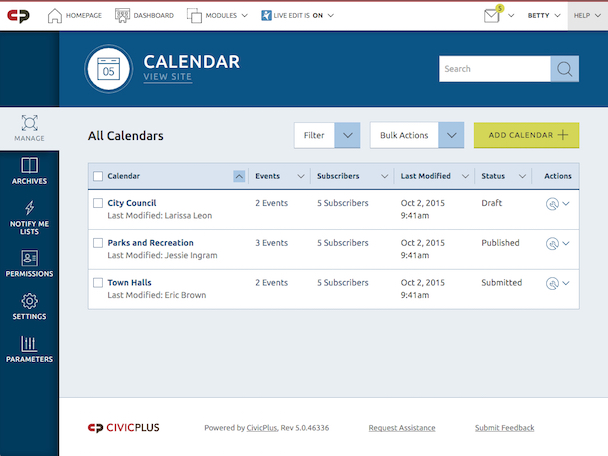 CP HOMEPAGE DASHBOARD MODULES LIVE EDIT IS ON 5 BETTY HELP
05 CALENDAR
VIEW SITE
Search
MANAGE
ARCHIVES
NOTIFY ME
LISTS
PERMISSIONS
SETTINGS
PARAMETERS
All Calendars Filter Bulk Actions ADD CALENDAR
Calendar Events Subscribers Last Modified Status Actions
City Council 2 Events 5 Subscribers Oct 2, 2015 Draft
Last Modified: Larissa Leon 9:41am
Parks and Recreation 3 Events 5 Subscribers Oct 2, 2015 Published
Last Modified: Jessie Ingram 9:41am
Town Halls 2 Events 5 Subscribers Oct 2, 2015 Submitted
Last Modified: Eric Brown 9:41am
CP CIVICPLUS Powered by CivicPlus, Rev 5.0.46336 Request Assistance Submit Feedback